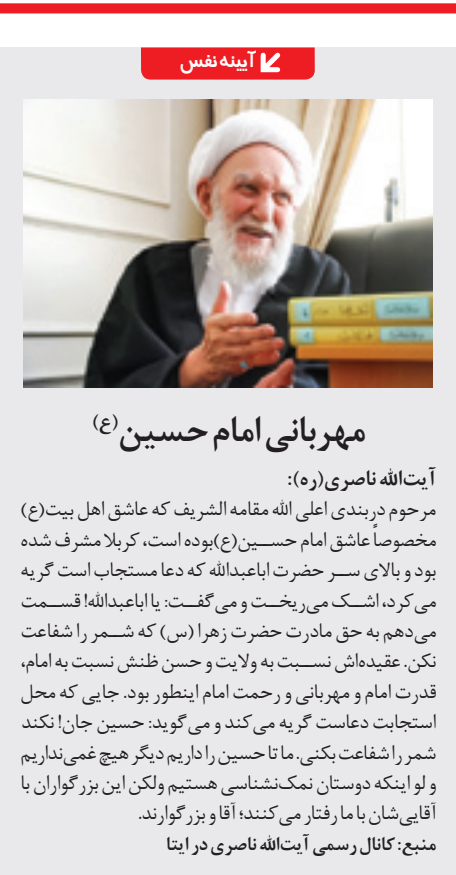 آیینه نفس
مهربانی امام حسین (ع)
آیت‌الله ناصری(ره):
مرحوم دربندی اعلی الله مقامه الشریف که عاشق اهل بیت(ع)
مخصوصاً عاشق امام حسین(ع)بوده است، کربلا مشرف شده
بود و بالای سر حضرت اباعبدالله که دعا مستجاب است گریه
می‌کرد، اشک می‌ریخت و می‌گفت: یا اباعبدالله! قسمت
می‌دهم به حق مادرت حضرت زهرا (س) که شمر را شفاعت
نکن. عقیده‌اش نسبت به ولایت و حسن ظنش نسبت به امام،
قدرت امام و مهربانی و رحمت امام اینطور بود. جایی که محل
استجابت دعاست گریه می‌کند و می‌گوید: حسین جان! نکند
شمر را شفاعت بکنی. ما تا حسین را داریم دیگر هیچ غمی‌نداریم
و لو اینکه دوستان نمک‌نشناسی هستیم ولکن این بزرگواران با
آقایی‌شان با ما رفتار می‌کنند؛ آقا و بزرگوارند.
منبع: کانال رسمی آیت‌الله ناصری در ایتا